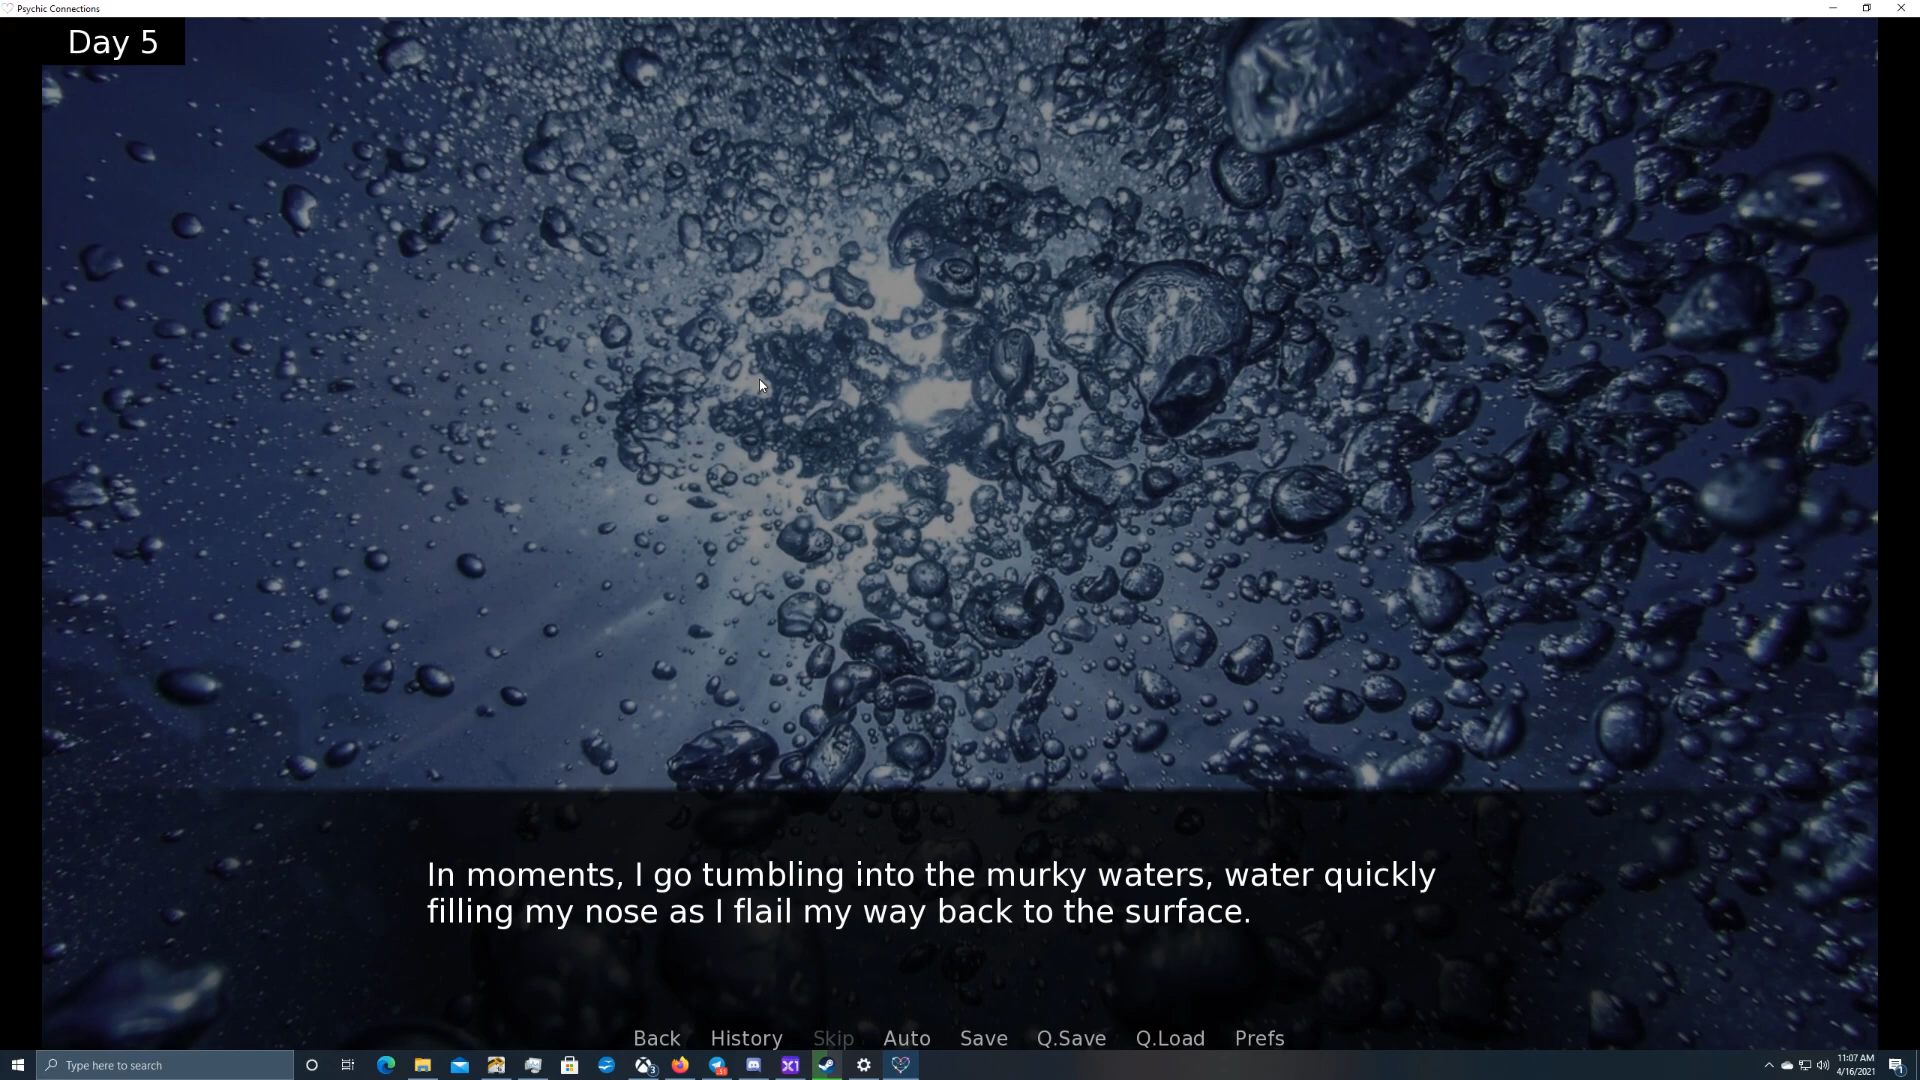 Psychic Connections
Day 5
In moments, I go tumbling into the murky waters, water quickly
filling my nose as I flail my way back to the surface.
Back History Skip Auto Save Q.Save Q.Load Prefs
Type here to search
3
X1
11:07 AM
4/16/2021